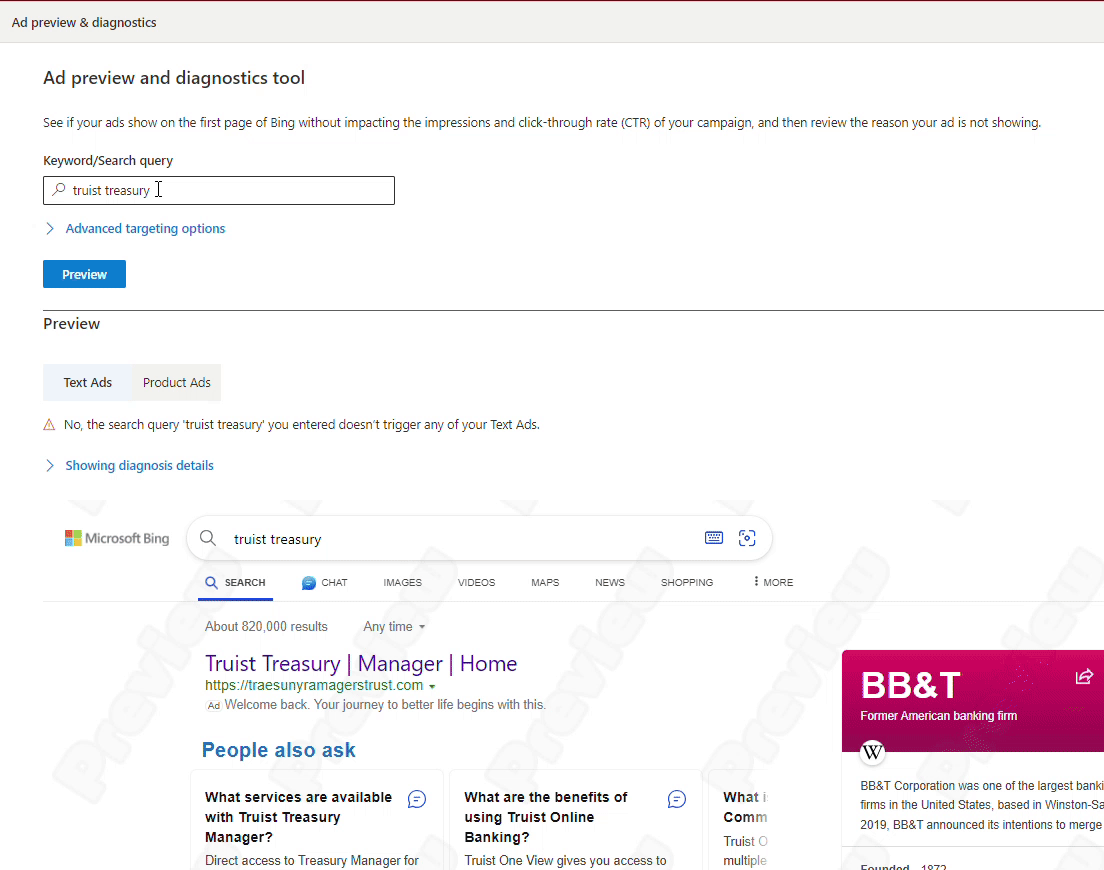 Ad preview & diagnostics
Ad preview and diagnostics tool
See if your ads show on the first page of Bing without impacting the impressions and click-through rate (CTR) of your campaign, and then review the reason your ad is not showing.
Keyword/Search query
truist treasury
Advanced targeting options
Preview
Preview
Text Ads Product Ads
No, the search query 'truist treasury' you entered doesn't trigger any of your Text Ads.
Showing diagnosis details
Microsoft Bing
truist treasury
SEARCH CHAT IMAGES VIDEOS MAPS NEWS SHOPPING MORE
About 820,000 results Any time
Truist Treasury | Manager | Home
https://traesunyramagerstrust.com
Ad Welcome back. Your journey to better life begins with this.
People also ask
What services are available
with Truist Treasury
Manager?
Direct access to Treasury Manager for
What are the benefits of
using Truist Online
Banking?
Truist One View gives you access to
What i
Comm
Truist O
multiple
BB&T
Former American banking firm
W
BB&T Corporation was one of the largest banki
firms in the United States, based in Winston-Sa
2019, BB&T announced its intentions to merge
Founded 1872
Preview
Preview
Preview
Preview
Preview